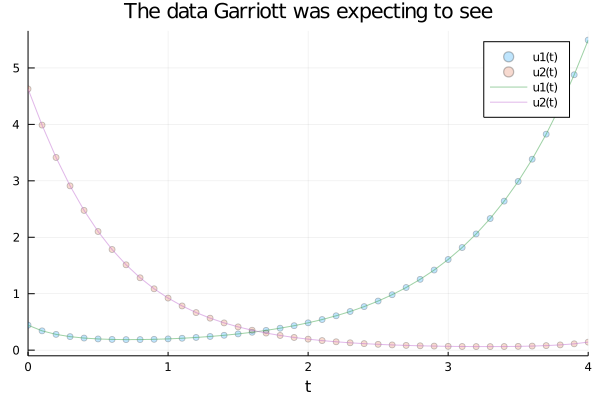 The data Garriott was expecting to see
u1(t)
u2(t)
u1(t)
u2(t)
5
4
3
2
1
0
0 1 2 3 4
t